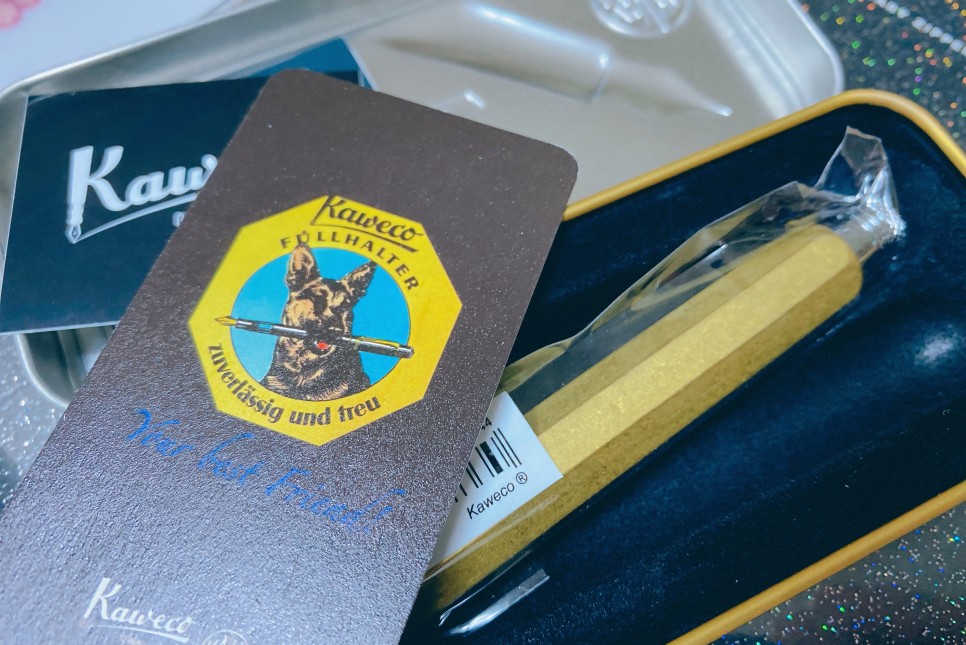 Kaweco
FÜLLHALTER
zuverlässig und treu
Your best Friend!
Kaweco
Kaweco ®